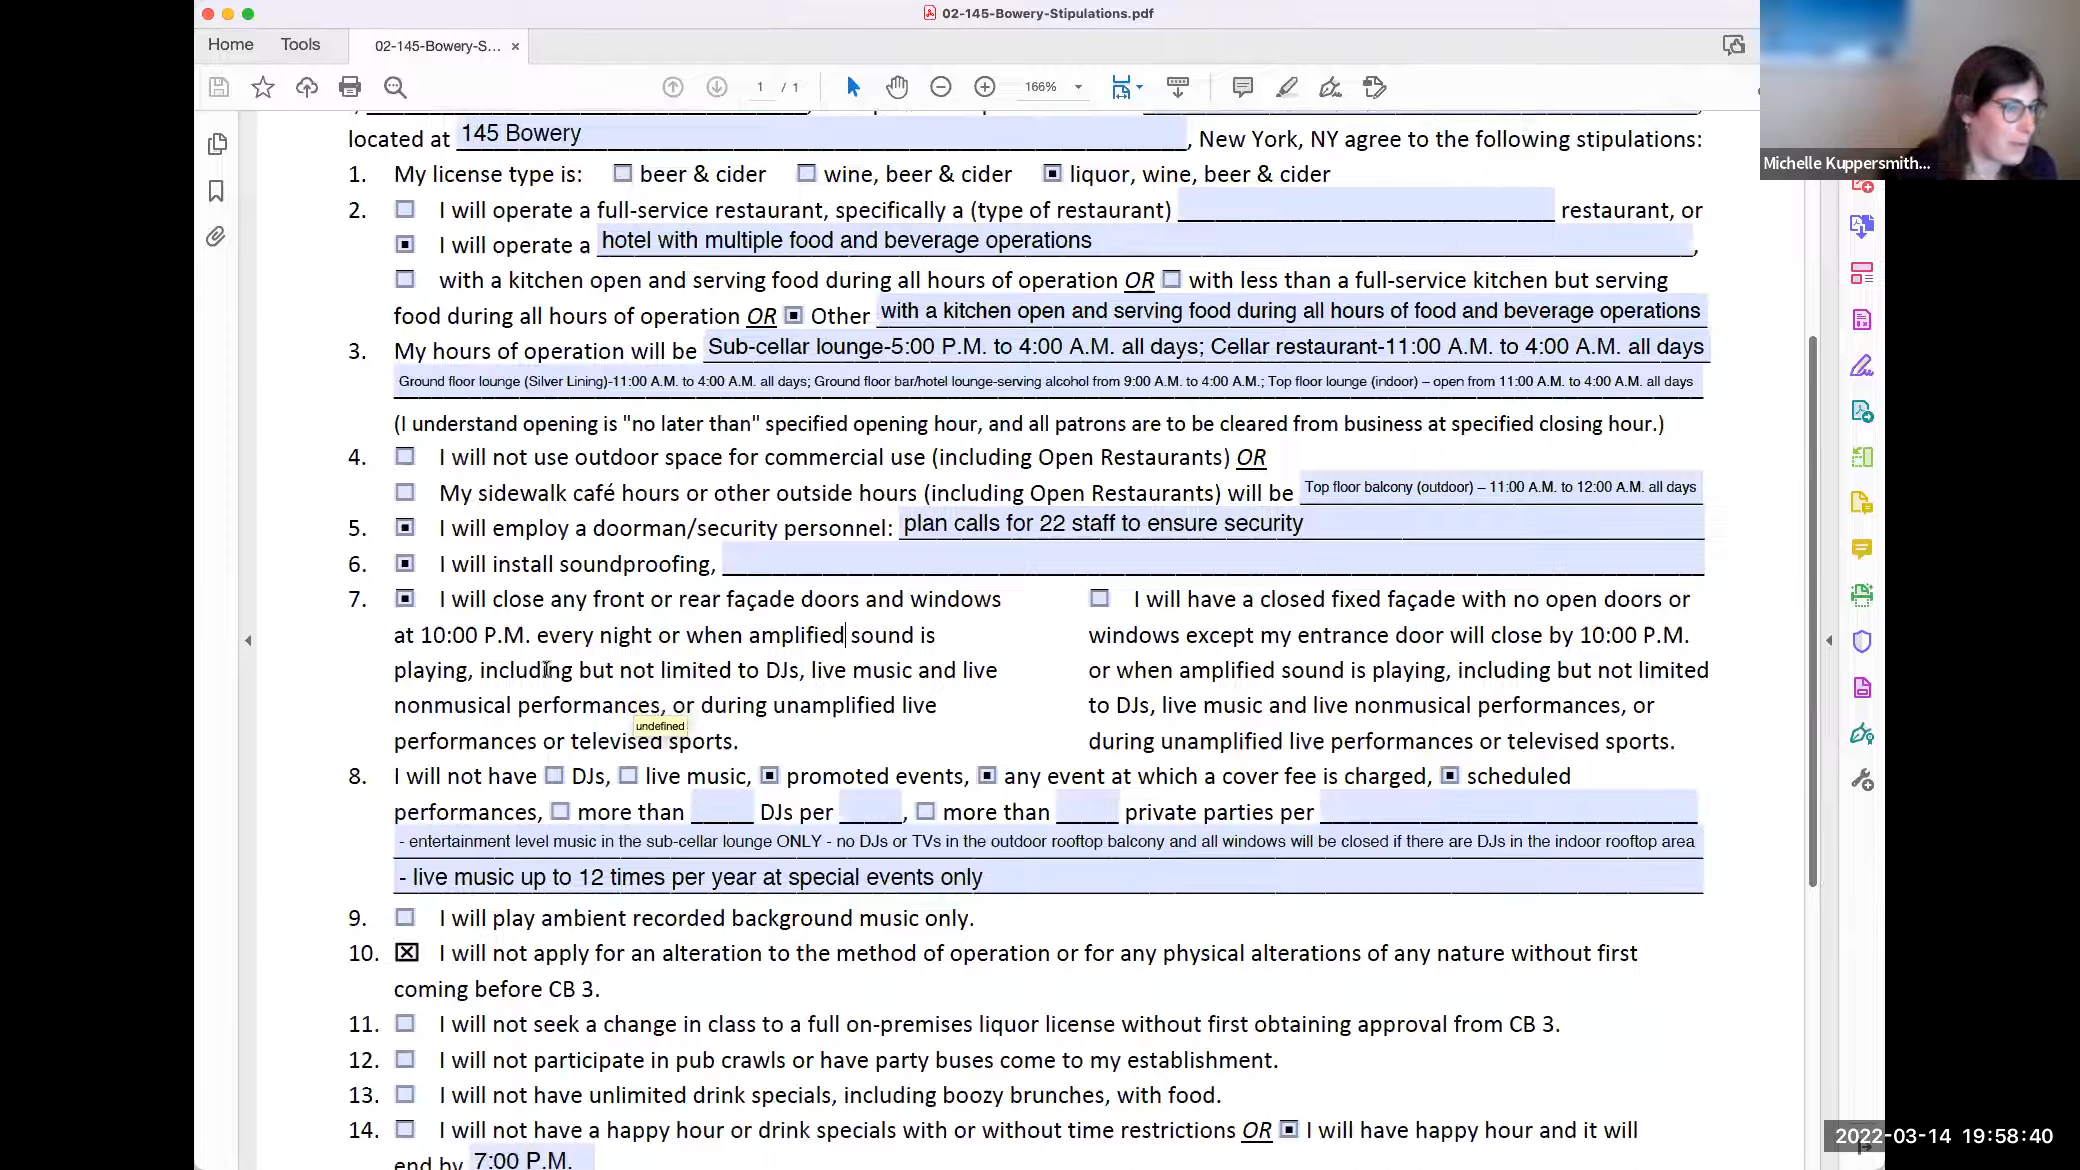 02-145-Bowery-Stipulations.pdf
Home Tools 02-145-Bowery-S... ×
1 / 1 166%
located at 145 Bowery, New York, NY agree to the following stipulations:
1. My license type is: beer & cider wine, beer & cider liquor, wine, beer & cider
2. I will operate a full-service restaurant, specifically a (type of restaurant) restaurant, or
I will operate a hotel with multiple food and beverage operations,
with a kitchen open and serving food during all hours of operation OR with less than a full-service kitchen but serving
food during all hours of operation OR Other with a kitchen open and serving food during all hours of food and beverage operations
3. My hours of operation will be Sub-cellar lounge-5:00 P.M. to 4:00 A.M. all days; Cellar restaurant-11:00 A.M. to 4:00 A.M. all days
Ground floor lounge (Silver Lining)-11:00 A.M. to 4:00 A.M. all days; Ground floor bar/hotel lounge-serving alcohol from 9:00 A.M. to 4:00 A.M.; Top floor lounge (indoor) – open from 11:00 A.M. to 4:00 A.M. all days
(I understand opening is "no later than" specified opening hour, and all patrons are to be cleared from business at specified closing hour.)
4. I will not use outdoor space for commercial use (including Open Restaurants) OR
My sidewalk café hours or other outside hours (including Open Restaurants) will be Top floor balcony (outdoor) – 11:00 A.M. to 12:00 A.M. all days
5. I will employ a doorman/security personnel: plan calls for 22 staff to ensure security
6. I will install soundproofing,
7. I will close any front or rear façade doors and windows
at 10:00 P.M. every night or when amplified sound is
playing, including but not limited to DJs, live music and live
nonmusical performances, or during unamplified live
performances or televised sports.
undefined
I will have a closed fixed façade with no open doors or
windows except my entrance door will close by 10:00 P.M.
or when amplified sound is playing, including but not limited
to DJs, live music and live nonmusical performances, or
during unamplified live performances or televised sports.
8. I will not have DJs, live music, promoted events, any event at which a cover fee is charged, scheduled
performances, more than DJs per , more than private parties per
- entertainment level music in the sub-cellar lounge ONLY - no DJs or TVs in the outdoor rooftop balcony and all windows will be closed if there are DJs in the indoor rooftop area
- live music up to 12 times per year at special events only
9. I will play ambient recorded background music only.
10. I will not apply for an alteration to the method of operation or for any physical alterations of any nature without first
coming before CB 3.
11. I will not seek a change in class to a full on-premises liquor license without first obtaining approval from CB 3.
12. I will not participate in pub crawls or have party buses come to my establishment.
13. I will not have unlimited drink specials, including boozy brunches, with food.
14. I will not have a happy hour or drink specials with or without time restrictions OR I will have happy hour and it will
end by 7:00 P.M.
Michelle Kuppersmith...
2022-03-14 19:58:40